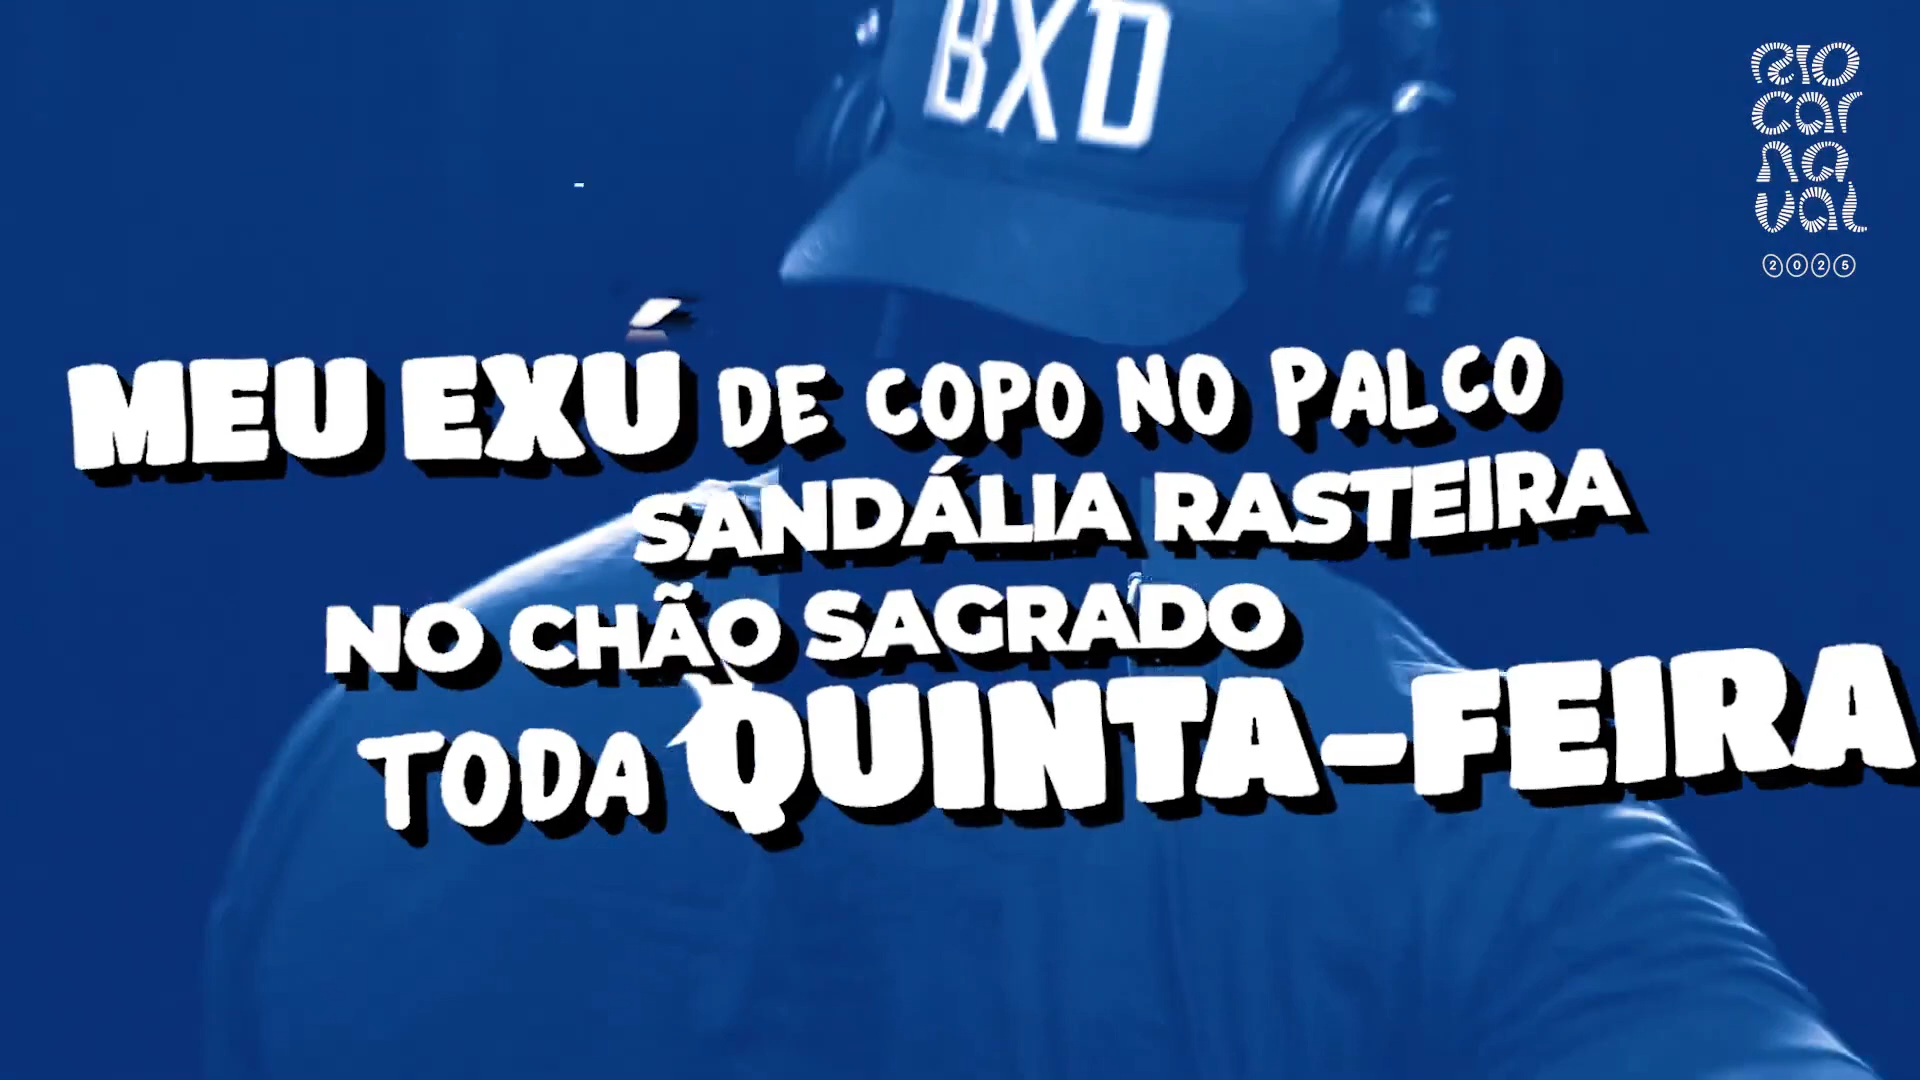 BXD
RIO
CAR
NA
VAL
2025
MEU EXÚ DE COPO NO PALCO
SANDÁLIA RASTEIRA
NO CHÃO SAGRADO
TODA QUINTA-FEIRA